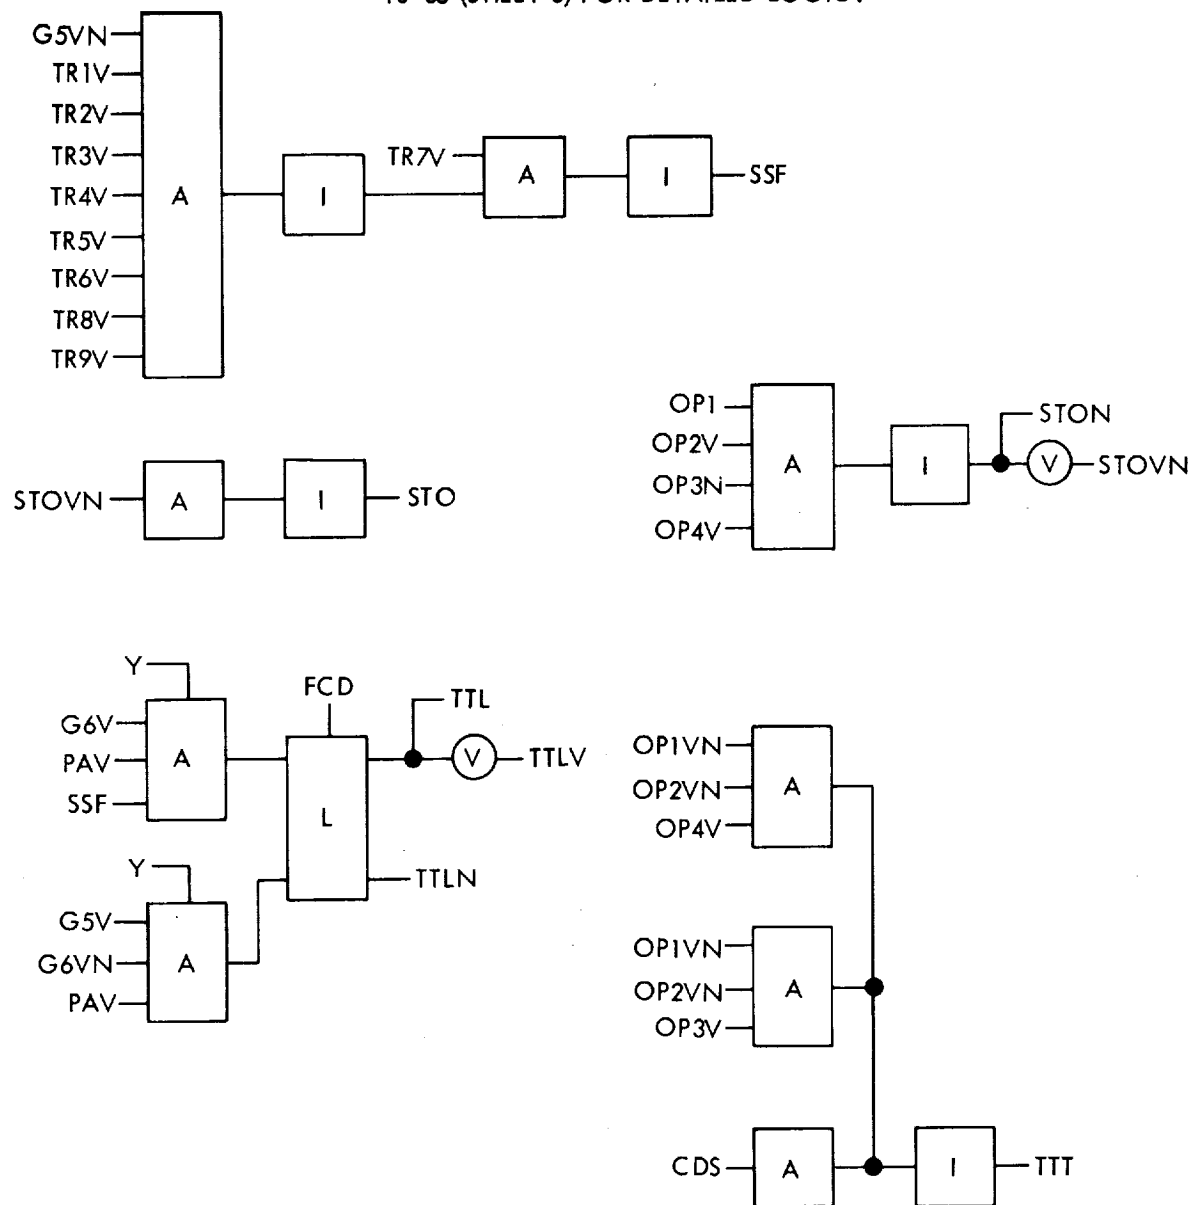 G5VN
TR1V
TR2V
TR3V
TR4V
TR5V
TR6V
TR8V
TR9V
A
I
TR7V
A
I
SSF
STOVN
A
I
STO
OP1
OP2V
OP3N
OP4V
A
I
STON
V
STOVN
Y
G6V
PAV
SSF
A
FCD
L
TTL
V
TTLV
TTLN
Y
G5V
G6VN
PAV
A
OP1VN
OP2VN
OP4V
A
OP1VN
OP2VN
OP3V
A
CDS
A
I
TTT